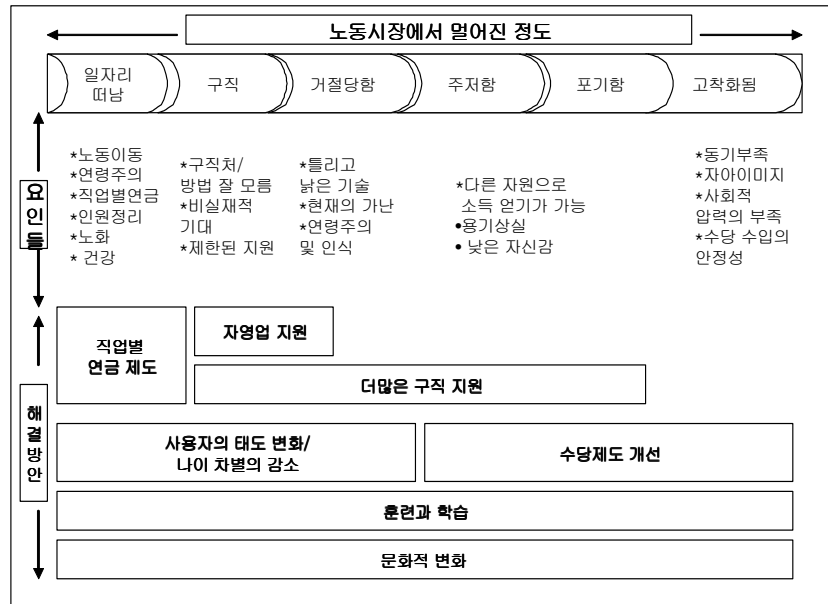 노동시장에서 멀어진 정도
일자리
떠남
구직
거절당함
주저함
포기함
고착화됨
요인들
*노동이동
*연령주의
*직업별연금
*인원정리
*노화
* 건강
*구직처/
방법 잘 모름
*비실재적
기대
*제한된 지원
*틀리고
낡은 기술
*현재의 가난
*연령주의
및 인식
*다른 자원으로
소득 얻기가 가능
•용기상실
• 낮은 자신감
*동기부족
*자아이미지
*사회적
압력의 부족
*수당 수입의
안정성
해결방안
직업별
연금 제도
자영업 지원
더많은 구직 지원
사용자의 태도 변화/
나이 차별의 감소
수당제도 개선
훈련과 학습
문화적 변화